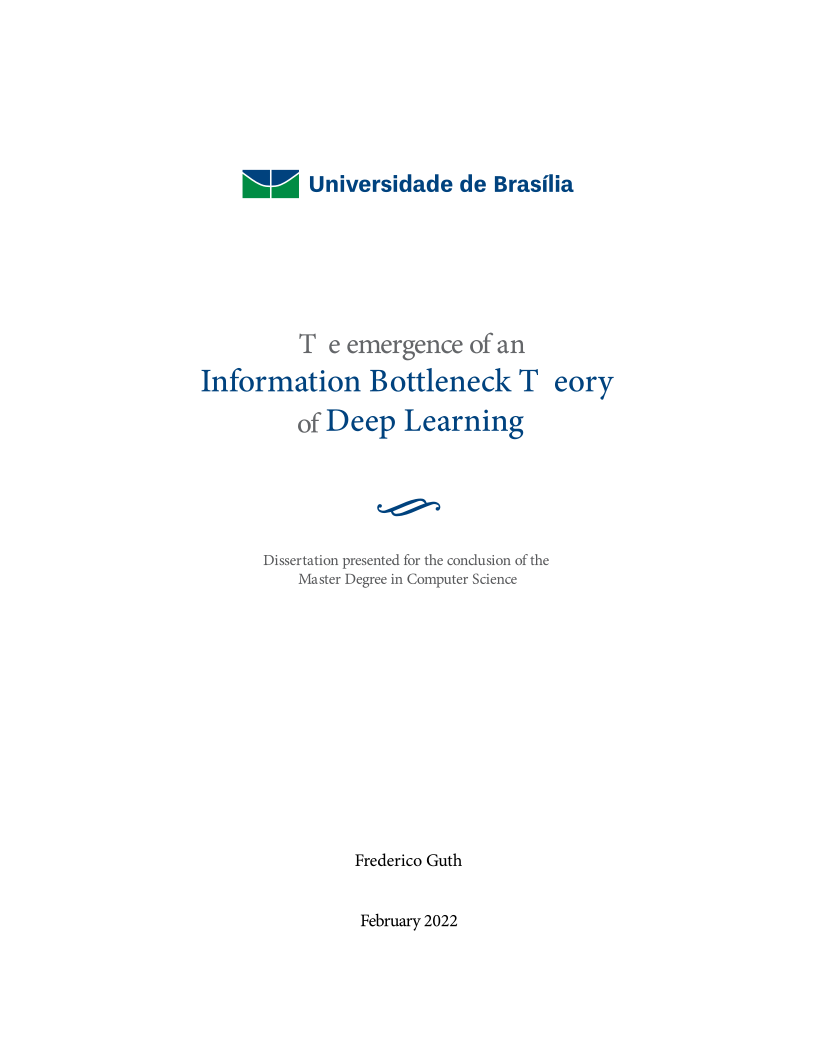 Universidade de Brasília
T e emergence of an
Information Bottleneck T eory
of Deep Learning
Dissertation presented for the conclusion of the
Master Degree in Computer Science
Frederico Guth
February 2022